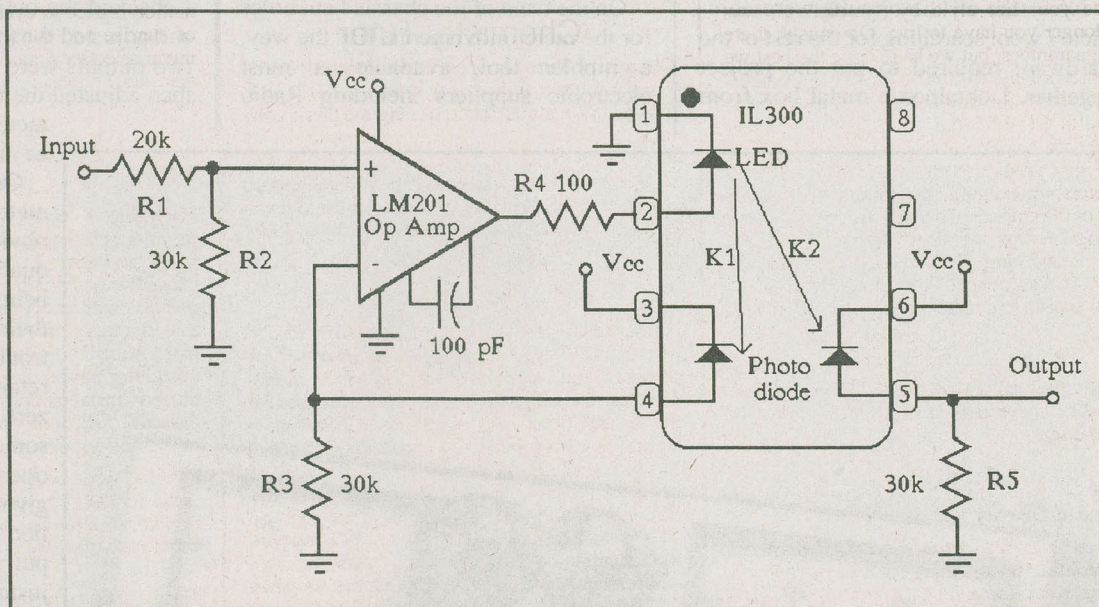 Vcc
Input
20k
R1
30k
R2
+
LM201
Op Amp
-
100 pF
R4 100
1
2
3
4
IL300
LED
K1
K2
Vcc
Photo
diode
8
7
6
5
Vcc
Output
R3
30k
30k
R5